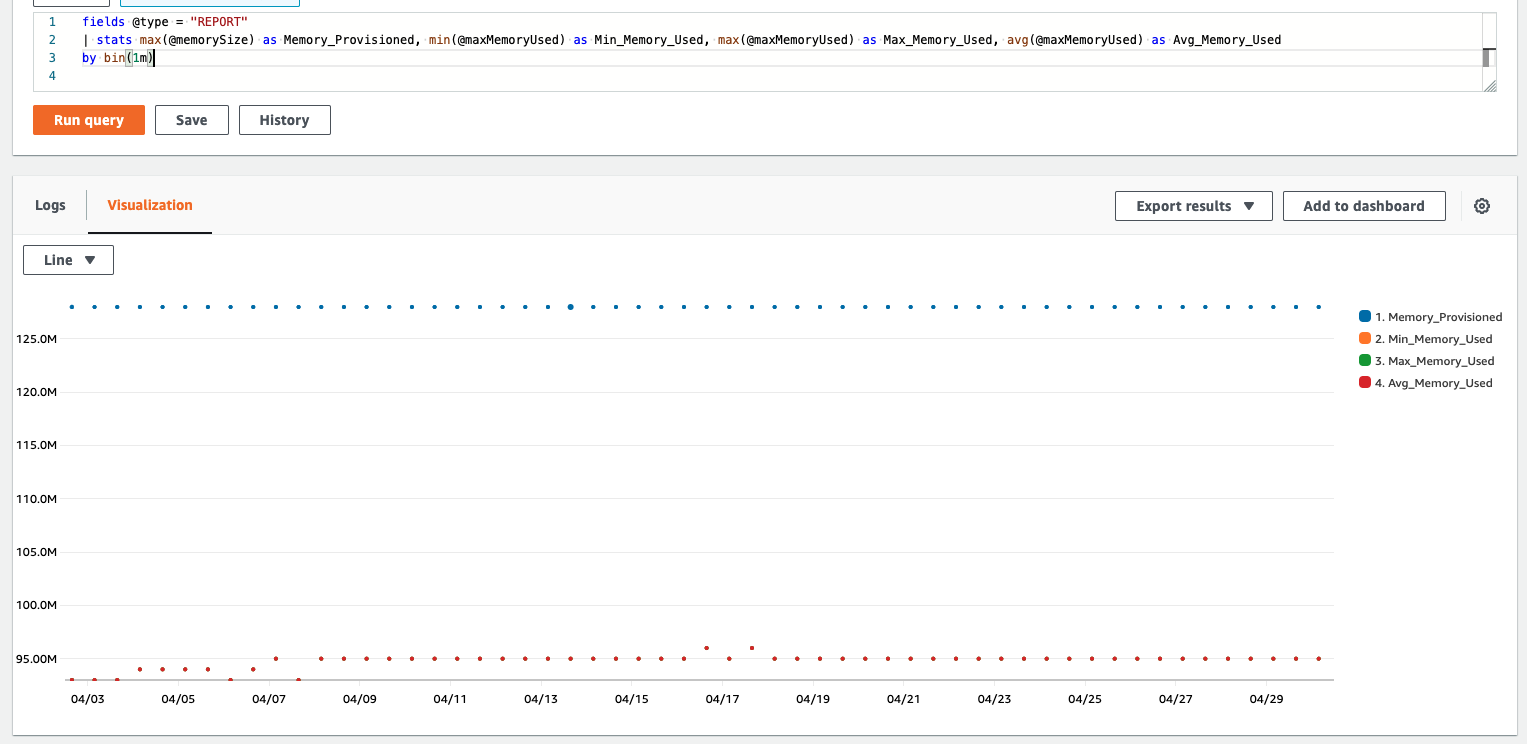 1 fields @type = "REPORT"
2 | stats max(@memorySize) as Memory_Provisioned, min(@maxMemoryUsed) as Min_Memory_Used, max(@maxMemoryUsed) as Max_Memory_Used, avg(@maxMemoryUsed) as Avg_Memory_Used
3 by bin(1m)
4
Run query Save History
Logs Visualization Export results Add to dashboard
Line
1. Memory_Provisioned
2. Min_Memory_Used
3. Max_Memory_Used
4. Avg_Memory_Used
125.0M
120.0M
115.0M
110.0M
105.0M
100.0M
95.00M
04/03 04/05 04/07 04/09 04/11 04/13 04/15 04/17 04/19 04/21 04/23 04/25 04/27 04/29